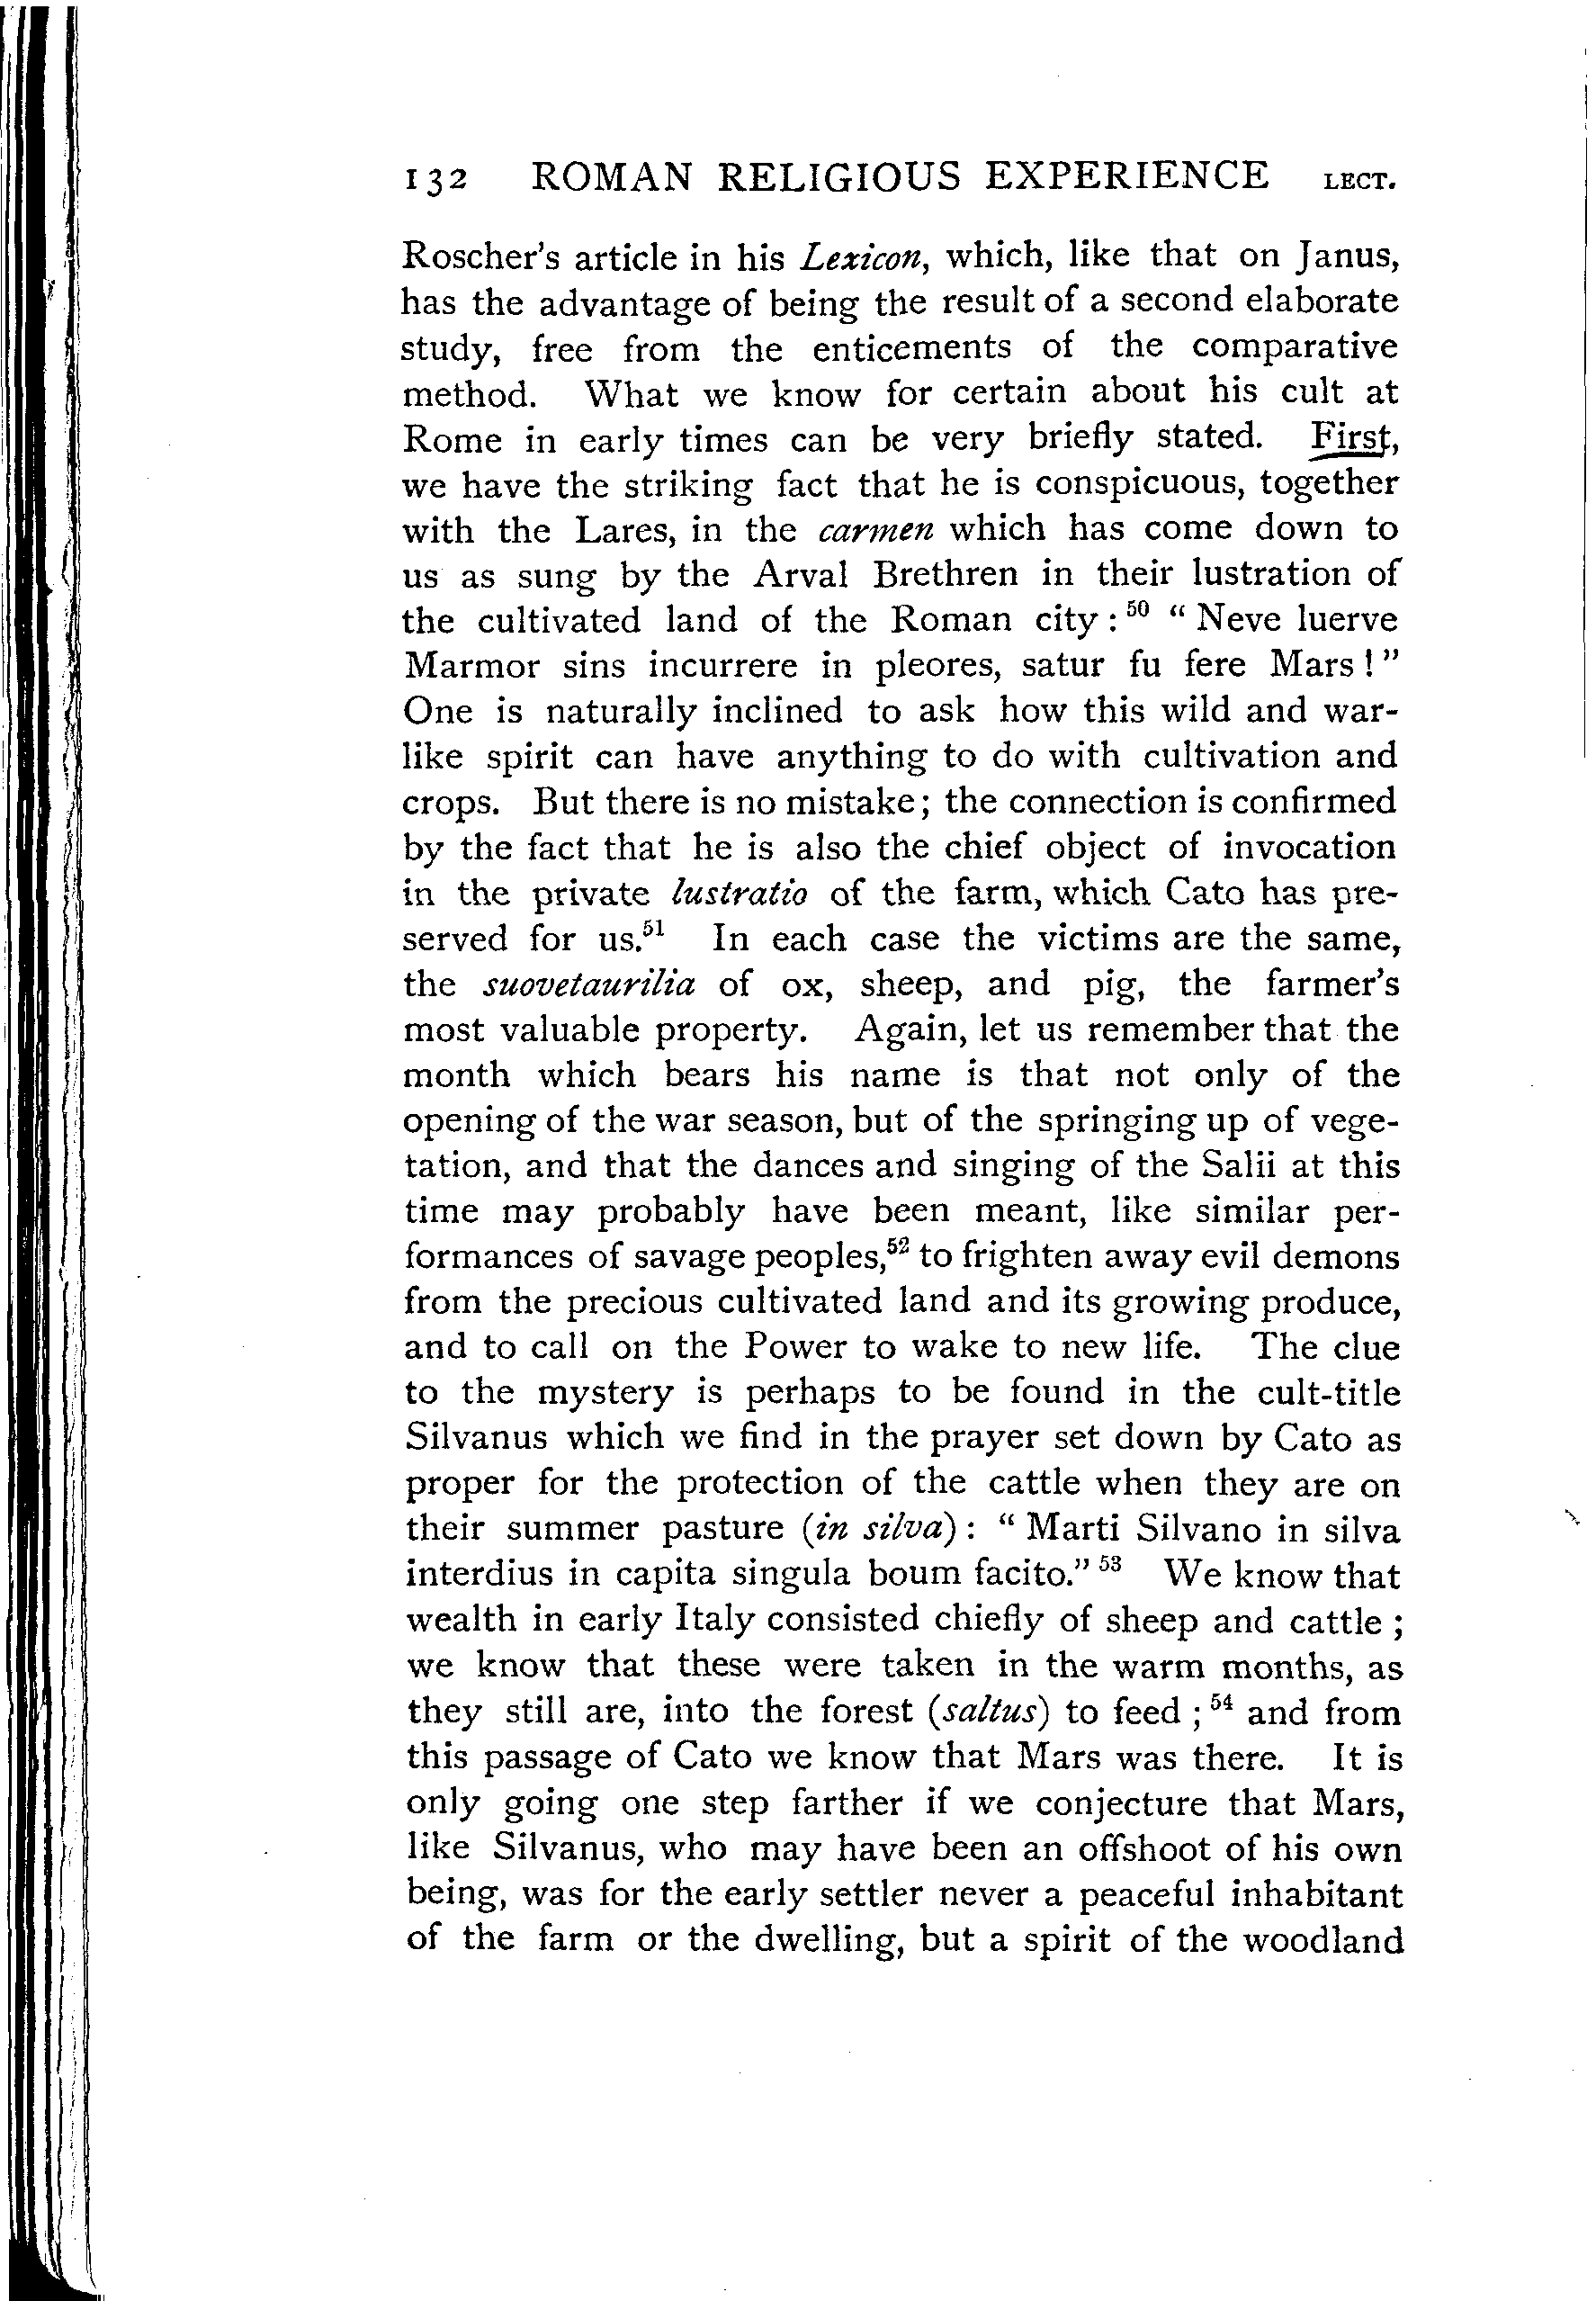 132 ROMAN RELIGIOUS EXPERIENCE LECT.
Roscher's article in his Lexicon, which, like that on Janus,
has the advantage of being the result of a second elaborate
study, free from the enticements of the comparative
method. What we know for certain about his cult at
Rome in early times can be very briefly stated. First,
we have the striking fact that he is conspicuous, together
with the Lares, in the carmen which has come down to
us as sung by the Arval Brethren in their lustration of
the cultivated land of the Roman city:⁵⁰ “Neve luerve
Marmor sins incurrere in pleores, satur fu fere Mars!”
One is naturally inclined to ask how this wild and war-
like spirit can have anything to do with cultivation and
crops. But there is no mistake; the connection is confirmed
by the fact that he is also the chief object of invocation
in the private lustratio of the farm, which Cato has pre-
served for us.⁵¹ In each case the victims are the same,
the suovetaurilia of ox, sheep, and pig, the farmer's
most valuable property. Again, let us remember that the
month which bears his name is that not only of the
opening of the war season, but of the springing up of vege-
tation, and that the dances and singing of the Salii at this
time may probably have been meant, like similar per-
formances of savage peoples,⁵² to frighten away evil demons
from the precious cultivated land and its growing produce,
and to call on the Power to wake to new life. The clue
to the mystery is perhaps to be found in the cult-title
Silvanus which we find in the prayer set down by Cato as
proper for the protection of the cattle when they are on
their summer pasture (in silva): “Marti Silvano in silva
interdius in capita singula boum facito.”⁵³ We know that
wealth in early Italy consisted chiefly of sheep and cattle;
we know that these were taken in the warm months, as
they still are, into the forest (saltus) to feed;⁵⁴ and from
this passage of Cato we know that Mars was there. It is
only going one step farther if we conjecture that Mars,
like Silvanus, who may have been an offshoot of his own
being, was for the early settler never a peaceful inhabitant
of the farm or the dwelling, but a spirit of the woodland